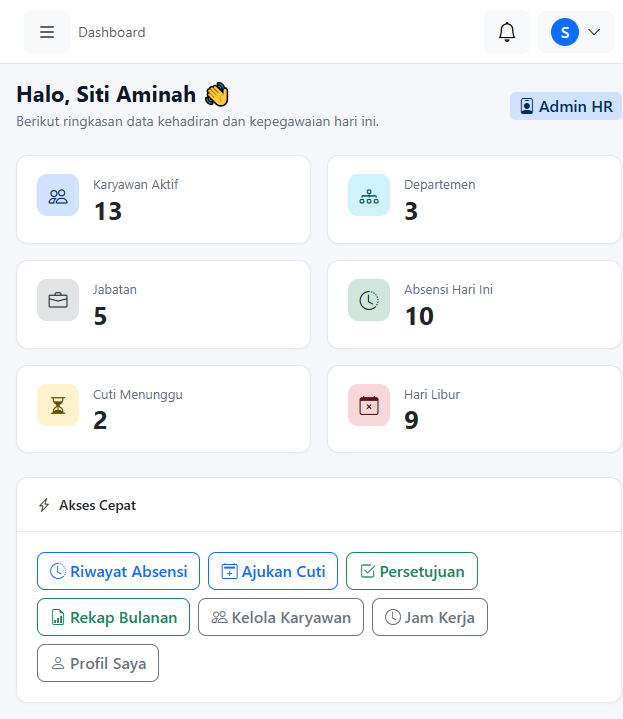 Dashboard
S
Halo, Siti Aminah 👋
Admin HR
Berikut ringkasan data kehadiran dan kepegawaian hari ini.
Karyawan Aktif
13
Departemen
3
Jabatan
5
Absensi Hari Ini
10
Cuti Menunggu
2
Hari Libur
9
Akses Cepat
Riwayat Absensi
Ajukan Cuti
Persetujuan
Rekap Bulanan
Kelola Karyawan
Jam Kerja
Profil Saya